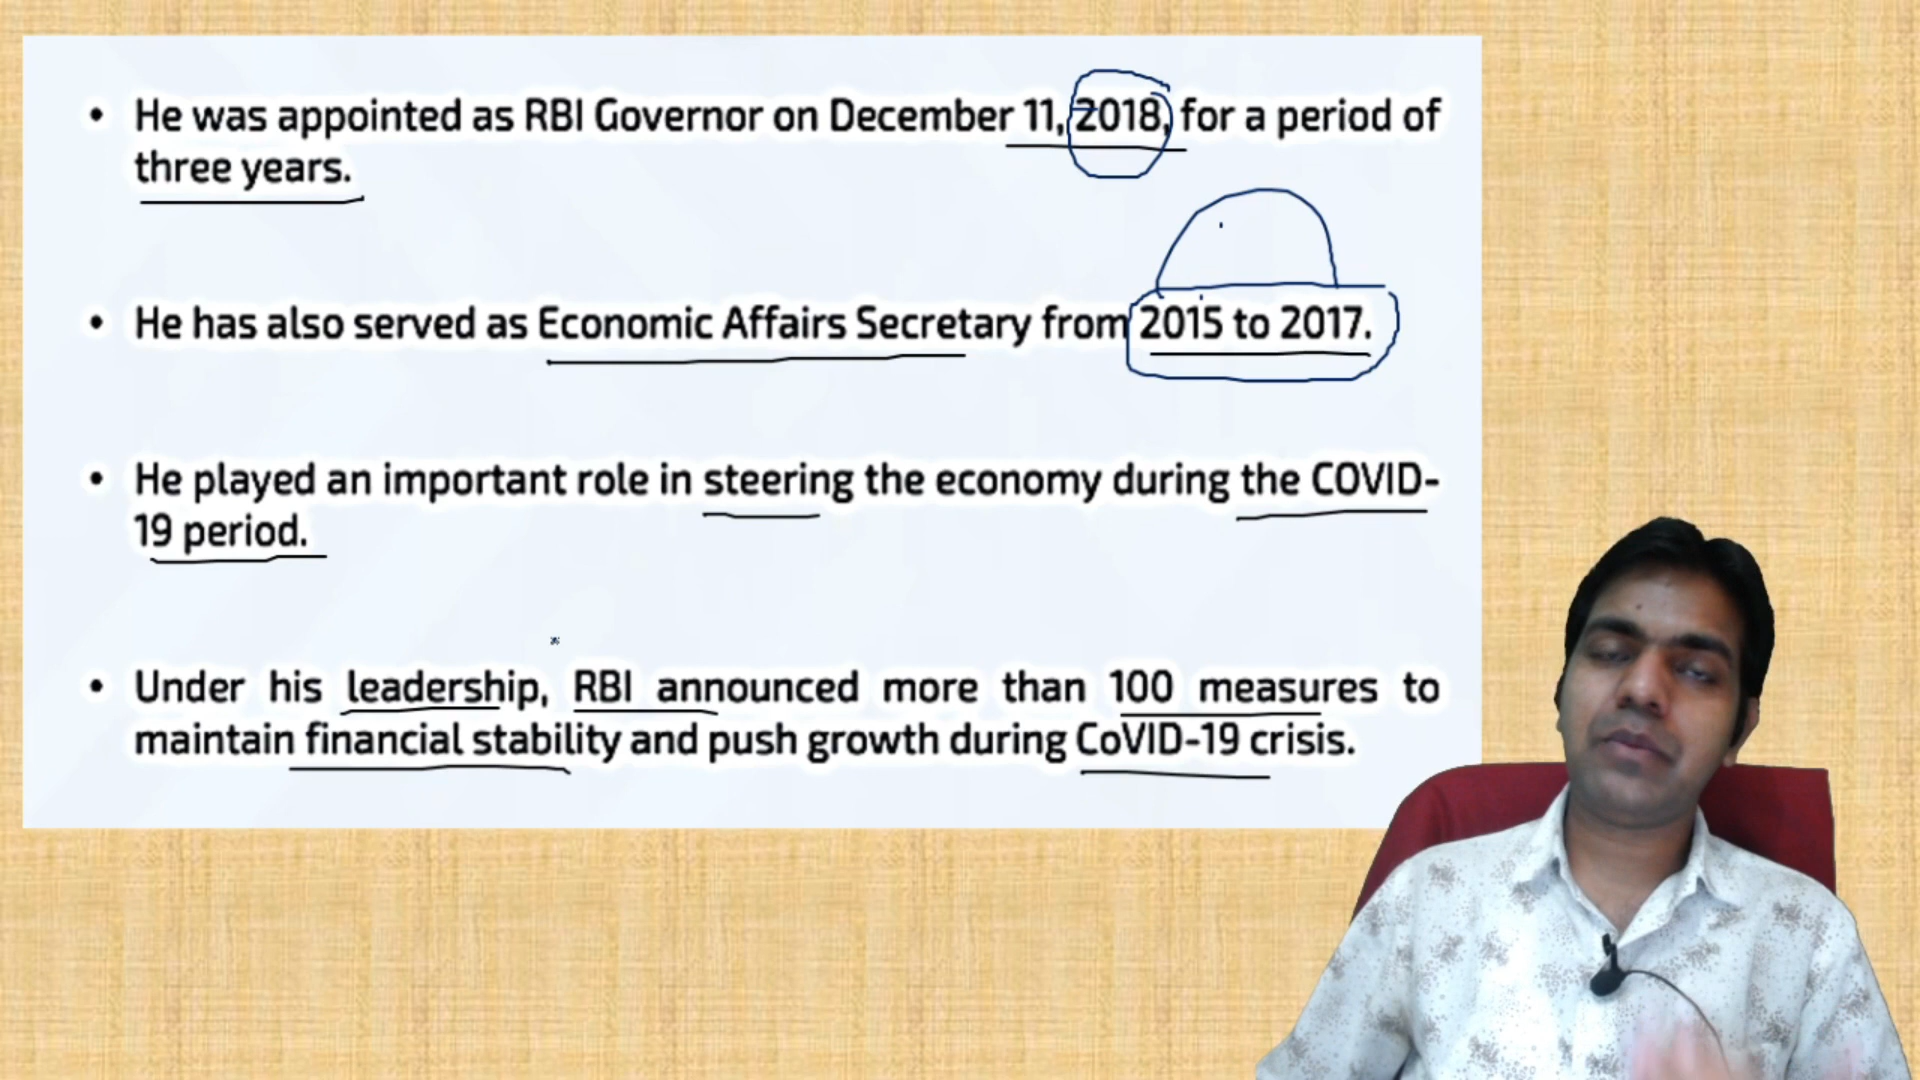 • He was appointed as RBI Governor on December 11, 2018, for a period of
three years.
• He has also served as Economic Affairs Secretary from 2015 to 2017.
• He played an important role in steering the economy during the COVID-
19 period.
• Under his leadership, RBI announced more than 100 measures to
maintain financial stability and push growth during CoVID-19 crisis.